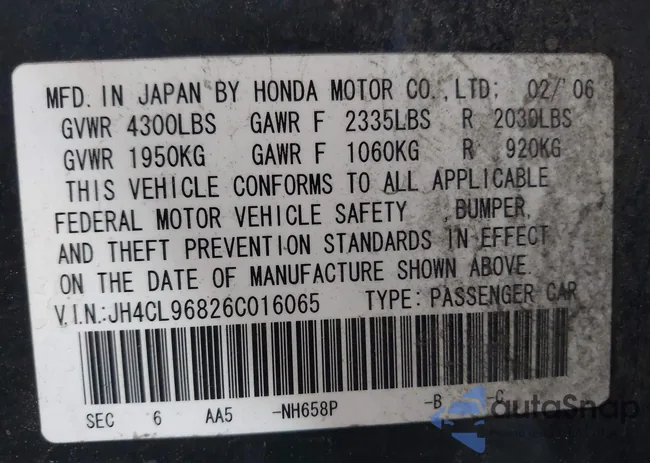 MFD. IN JAPAN BY HONDA MOTOR CO.,LTD: 02/'06
GVWR 4300LBS GAWR F 2335LBS R 2030LBS
GVWR 1950KG GAWR F 1060KG R 920KG
THIS VEHICLE CONFORMS TO ALL APPLICABLE
FEDERAL MOTOR VEHICLE SAFETY ,BUMPER,
AND THEFT PREVENTION STANDARDS IN EFFECT
ON THE DATE OF MANUFACTURE SHOWN ABOVE.
V.I.N.:JH4CL96826C016065 TYPE: PASSENGER CAR
SEC 6 AA5 -NH658P -B -C
autoSnap